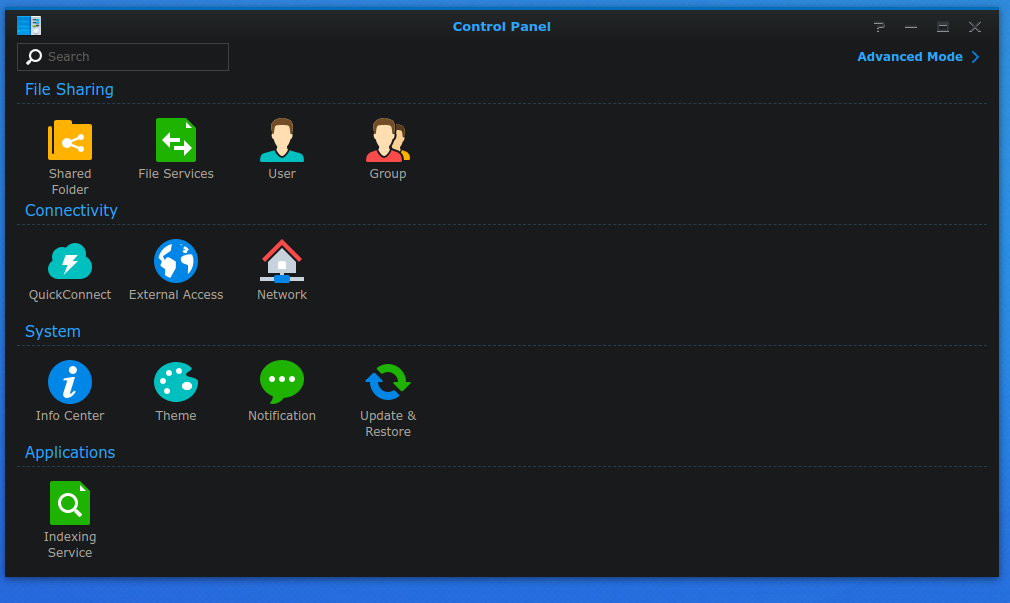 Control Panel
Search
Advanced Mode
File Sharing
Shared
Folder
File Services
User
Group
Connectivity
QuickConnect
External Access
Network
System
Info Center
Theme
Notification
Update &
Restore
Applications
Indexing
Service